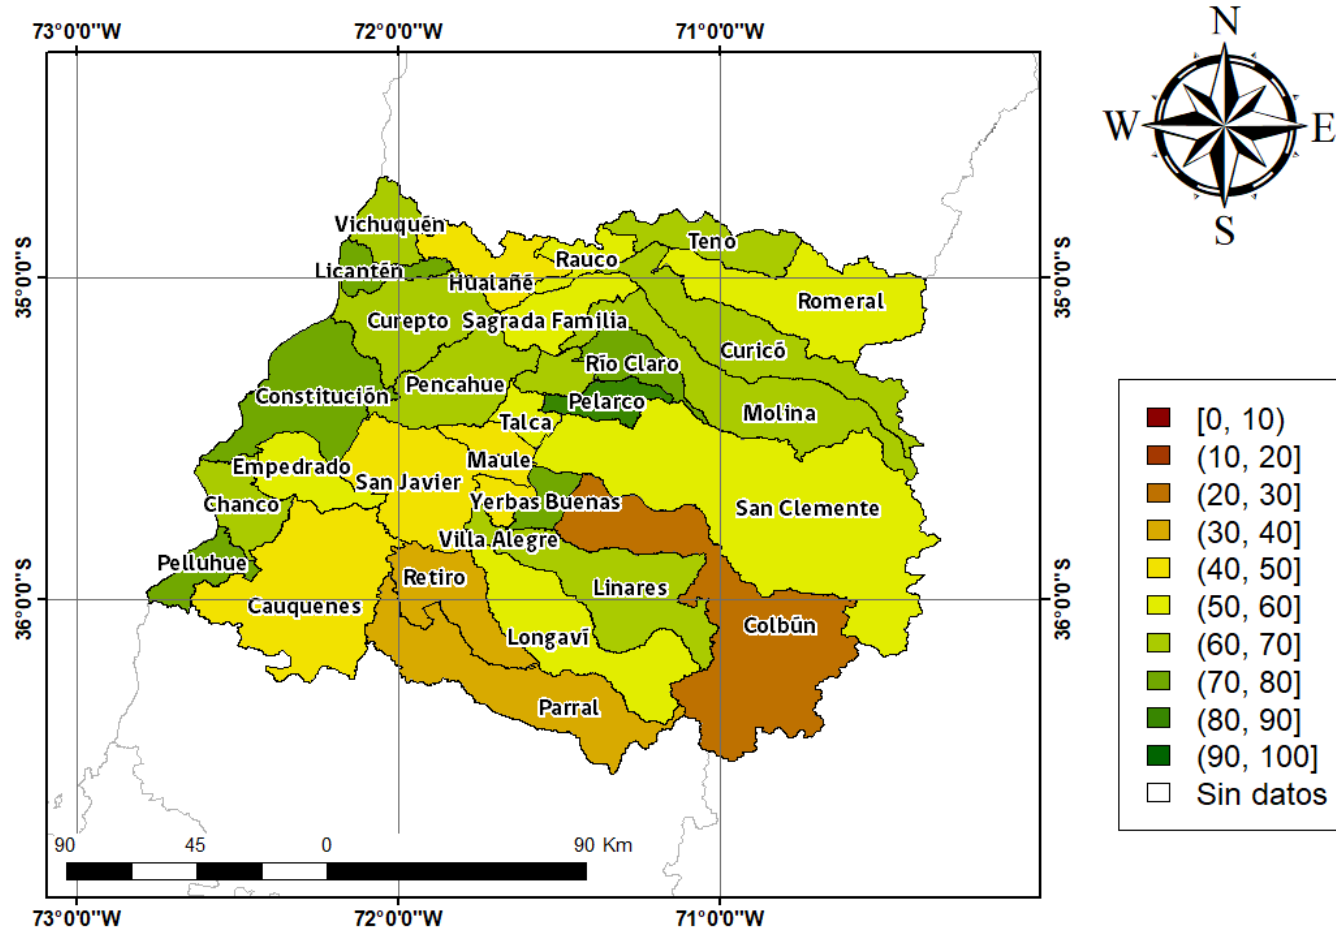 73°0'0"W 72°0'0"W 71°0'0"W
N
W E
S
35°0'0"S 35°0'0"S
36°0'0"S 36°0'0"S
Vichuquén
Teno
Rauco
Licantén
Hualañé
Romeral
Curepto
Sagrada Familia
Curicó
Río Claro
Pencahue
Constitución
Pelarco
Molina
Talca
Maule
Empedrado
San Javier
Yerbas Buenas
Chanco
San Clemente
Villa Alegre
Pelluhue
Retiro
Linares
Cauquenes
Colbún
Longaví
Parral
90 45 0 90 Km
73°0'0"W 72°0'0"W 71°0'0"W
[0, 10)
(10, 20]
(20, 30]
(30, 40]
(40, 50]
(50, 60]
(60, 70]
(70, 80]
(80, 90]
(90, 100]
Sin datos